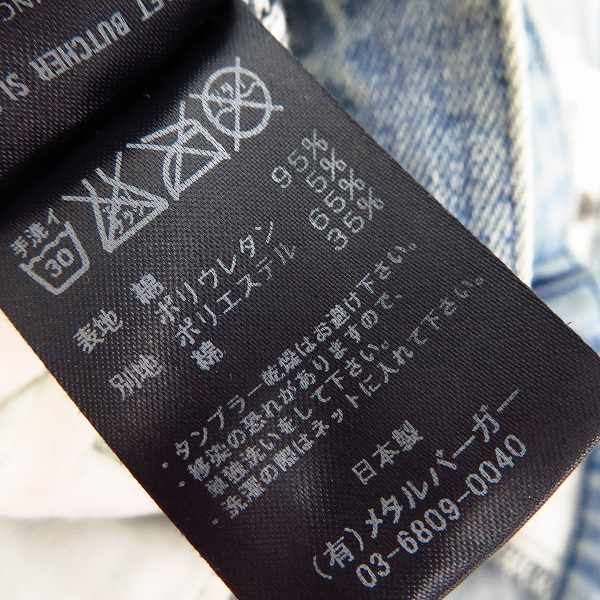 BUTCHER SL
手洗イ
30
表地 綿 95%
ポリウレタン 5%
別地 ポリエステル 65%
綿 35%
・タンブラー乾燥はお避け下さい。
・移染の恐れがありますので、
単独洗いをして下さい。
・洗濯の際はネットに入れて下さい。
日本製
(有)メタルバーガー
03-6809-0040